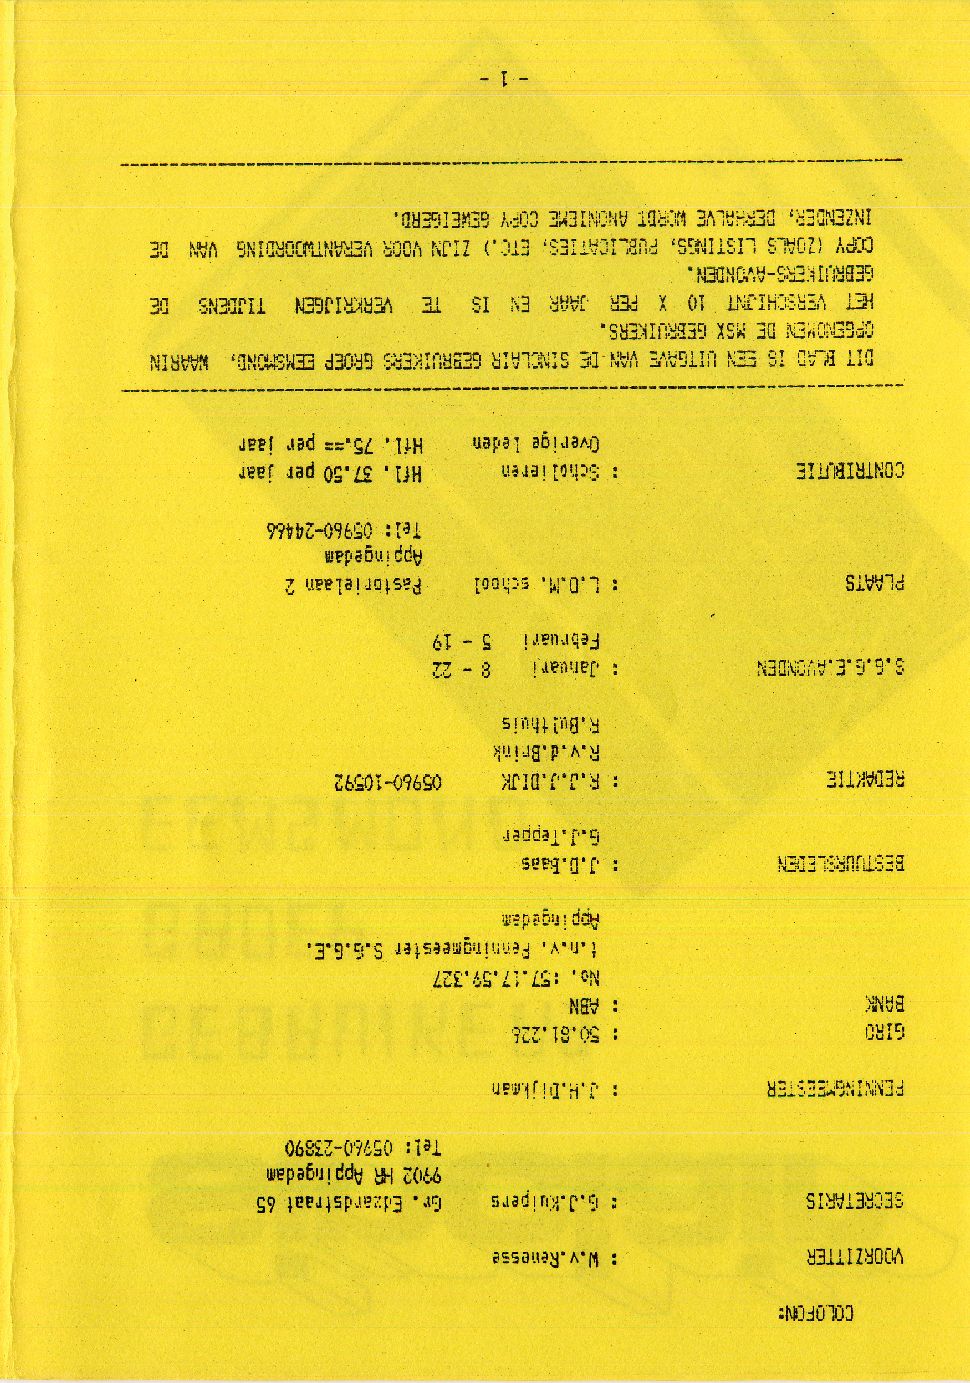 COLOFON:
VOORZITTER : W.v.Renesse
SECRETARIS : G.J.Kuipers Gr. Edzardstraat 65
9902 HR Appingedam
Tel: 05960-23890
PENNINGMEESTER : J.H.Dijkman
GIRO : 50.81.226
BANK : ABN
No. :57.17.59.327
t.n.v. Penningmeester S.G.G.E.
Appingedam
BESTUURSLEDEN : J.D.Baas
G.J.Tepper
REDAKTIE : R.J.J.DIJK 05960-10592
R.v.d.Brink
R.Bulthuis
S.G.G.E.AVONDEN : Januari 8 - 22
Februari 5 - 19
PLAATS : L.O.M. school Pastorielaan 2
Appingedam
Tel: 05960-24466
CONTRIBUTIE : Scholieren Hfl. 37.50 per jaar
Overige leden Hfl. 75.== per jaar
DIT BLAD IS EEN UITGAVE VAN DE SINCLAIR GEBRUIKERS GROEP EEMSMOND, WAARIN
OPGENOMEN DE MSX GEBRUIKERS.
HET VERSCHIJNT 10 X PER JAAR EN IS TE VERKRIJGEN TIJDENS DE
GEBRUIKERS-AVONDEN.
COPY (ZOALS LISTINGS, PUBLICATIES, ETC.) ZIJN VOOR VERANTWOORDING VAN DE
INZENDER, DERHALVE WORDT ANONIEME COPY GEWEIGERD.
- 1 -